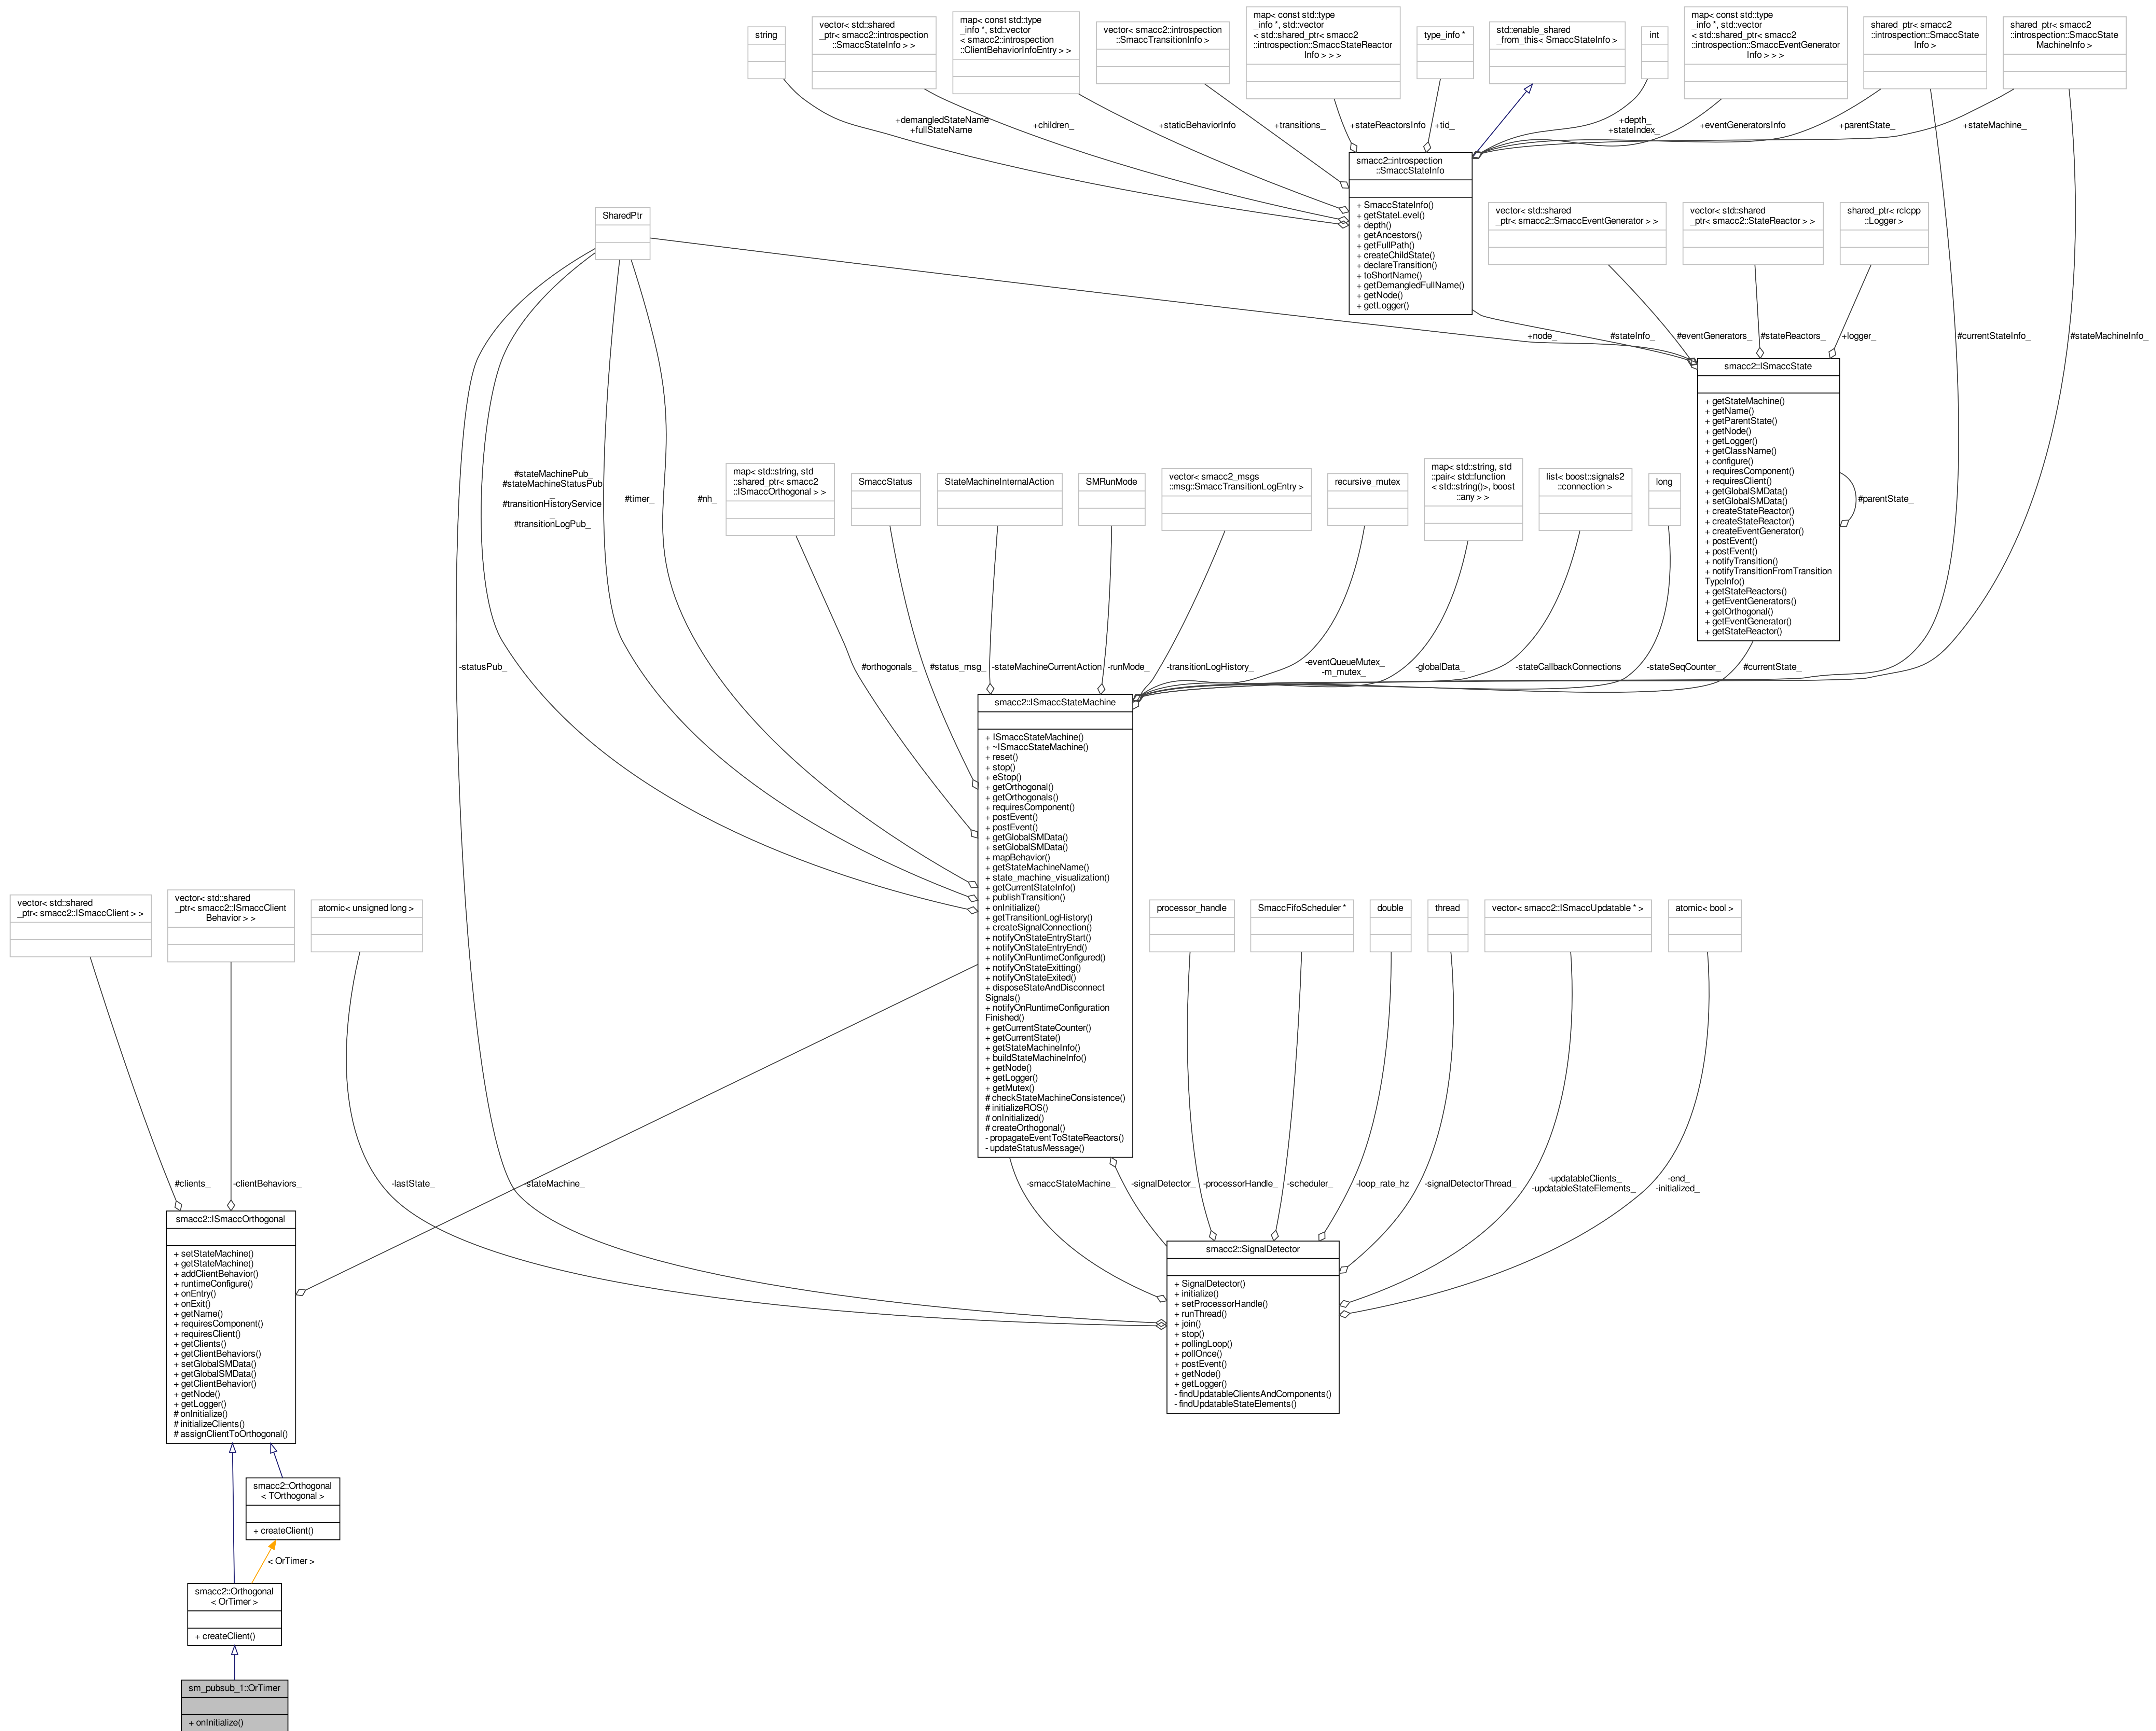 string
vector< std::shared
_ptr< smacc2::introspection
::SmaccStateInfo > >
map< const std::type
_info *, std::vector
< smacc2::introspection
::ClientBehaviorInfoEntry > >
vector< smacc2::introspection
::SmaccTransitionInfo >
map< const std::type
_info *, std::vector
< std::shared_ptr< smacc2
::introspection::SmaccStateReactor
Info > > >
type_info *
std::enable_shared
_from_this< SmaccStateInfo >
int
map< const std::type
_info *, std::vector
< std::shared_ptr< smacc2
::introspection::SmaccEventGenerator
Info > > >
shared_ptr< smacc2
::introspection::SmaccState
Info >
shared_ptr< smacc2
::introspection::SmaccState
MachineInfo >
+demangledStateName
+fullStateName
+children_
+staticBehaviorInfo
+transitions_
+stateReactorsInfo
+tid_
+depth_
+stateIndex_
+eventGeneratorsInfo
+parentState_
+stateMachine_
smacc2::introspection
::SmaccStateInfo
+ SmaccStateInfo()
+ getStateLevel()
+ depth()
+ getAncestors()
+ getFullPath()
+ createChildState()
+ declareTransition()
+ toShortName()
+ getDemangledFullName()
+ getNode()
+ getLogger()
SharedPtr
vector< std::shared
_ptr< smacc2::SmaccEventGenerator > >
vector< std::shared
_ptr< smacc2::StateReactor > >
shared_ptr< rclcpp
::Logger >
+node_
#stateInfo_
#eventGenerators_
#stateReactors_
+logger_
#currentStateInfo_
#stateMachineInfo_
smacc2::ISmaccState
+ getStateMachine()
+ getName()
+ getParentState()
+ getNode()
+ getLogger()
+ getClassName()
+ configure()
+ requiresComponent()
+ requiresClient()
+ getGlobalSMData()
+ setGlobalSMData()
+ createStateReactor()
+ createStateReactor()
+ createEventGenerator()
+ postEvent()
+ postEvent()
+ notifyTransition()
+ notifyTransitionFromTransition
TypeInfo()
+ getStateReactors()
+ getEventGenerators()
+ getOrthogonal()
+ getEventGenerator()
+ getStateReactor()
#parentState_
#stateMachinePub_
#stateMachineStatusPub
_
#transitionHistoryService
_
#transitionLogPub_
#timer_
#nh_
map< std::string, std
::shared_ptr< smacc2
::ISmaccOrthogonal > >
SmaccStatus
StateMachineInternalAction
SMRunMode
vector< smacc2_msgs
::msg::SmaccTransitionLogEntry >
recursive_mutex
map< std::string, std
::pair< std::function
< std::string()>, boost
::any > >
list< boost::signals2
::connection >
long
-statusPub_
#orthogonals_
#status_msg_
-stateMachineCurrentAction
-runMode_
-transitionLogHistory_
-eventQueueMutex_
-m_mutex_
-globalData_
-stateCallbackConnections
-stateSeqCounter_
#currentState_
smacc2::ISmaccStateMachine
+ ISmaccStateMachine()
+ ~ISmaccStateMachine()
+ reset()
+ stop()
+ eStop()
+ getOrthogonal()
+ getOrthogonals()
+ requiresComponent()
+ postEvent()
+ postEvent()
+ getGlobalSMData()
+ setGlobalSMData()
+ mapBehavior()
+ getStateMachineName()
+ state_machine_visualization()
+ getCurrentStateInfo()
+ publishTransition()
+ onInitialize()
+ getTransitionLogHistory()
+ createSignalConnection()
+ notifyOnStateEntryStart()
+ notifyOnStateEntryEnd()
+ notifyOnRuntimeConfigured()
+ notifyOnStateExitting()
+ notifyOnStateExited()
+ disposeStateAndDisconnect
Signals()
+ notifyOnRuntimeConfiguration
Finished()
+ getCurrentStateCounter()
+ getCurrentState()
+ getStateMachineInfo()
+ buildStateMachineInfo()
+ getNode()
+ getLogger()
+ getMutex()
# checkStateMachineConsistence()
# initializeROS()
# onInitialized()
# createOrthogonal()
- propagateEventToStateReactors()
- updateStatusMessage()
vector< std::shared
_ptr< smacc2::ISmaccClient > >
vector< std::shared
_ptr< smacc2::ISmaccClient
Behavior > >
atomic< unsigned long >
processor_handle
SmaccFifoScheduler *
double
thread
vector< smacc2::ISmaccUpdatable * >
atomic< bool >
#clients_
-clientBehaviors_
-lastState_
-stateMachine_
-smaccStateMachine_
-signalDetector_
-processorHandle_
-scheduler_
-loop_rate_hz
-signalDetectorThread_
-updatableClients_
-updatableStateElements_
-end_
-initialized_
smacc2::ISmaccOrthogonal
+ setStateMachine()
+ getStateMachine()
+ addClientBehavior()
+ runtimeConfigure()
+ onEntry()
+ onExit()
+ getName()
+ requiresComponent()
+ requiresClient()
+ getClients()
+ getClientBehaviors()
+ setGlobalSMData()
+ getGlobalSMData()
+ getClientBehavior()
+ getNode()
+ getLogger()
# onInitialize()
# initializeClients()
# assignClientToOrthogonal()
smacc2::SignalDetector
+ SignalDetector()
+ initialize()
+ setProcessorHandle()
+ runThread()
+ join()
+ stop()
+ pollingLoop()
+ pollOnce()
+ postEvent()
+ getNode()
+ getLogger()
- findUpdatableClientsAndComponents()
- findUpdatableStateElements()
smacc2::Orthogonal
< TOrthogonal >
+ createClient()
< OrTimer >
smacc2::Orthogonal
< OrTimer >
+ createClient()
sm_pubsub_1::OrTimer
+ onInitialize()